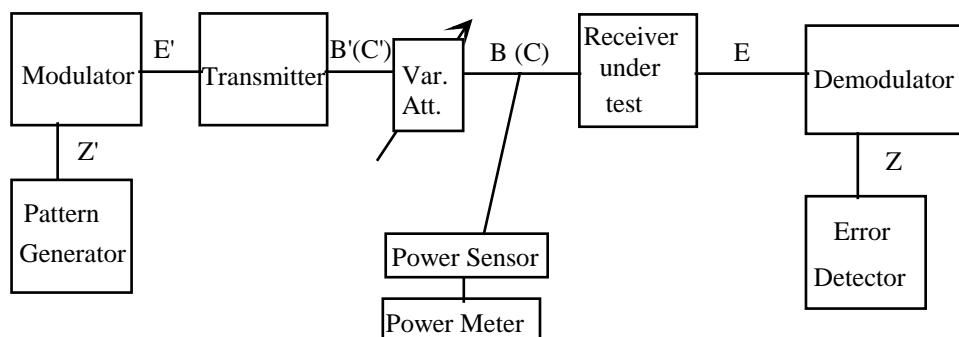 Modulator
E'
Transmitter
B'(C')
Var.
Att.
B (C)
Receiver
under
test
E
Demodulator
Z'
Pattern
Generator
Z
Error
Detector
Power Sensor
Power Meter